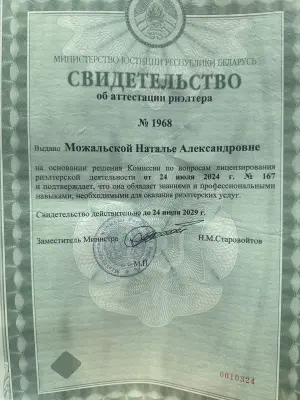 МИНИСТЕРСТВО ЮСТИЦИИ РЕСПУБЛИКИ БЕЛАРУСЬ
СВИДЕТЕЛЬСТВО
об аттестации риэлтера
№ 1968
Выдано Можальской Наталье Александровне
на основании решения Комиссии по вопросам лицензирования
риэлтерской деятельности от 24 июля 2024 г. № 167
и подтверждает, что она обладает знаниями и профессиональными
навыками, необходимыми для оказания риэлтерских услуг.
Свидетельство действительно до 24 июля 2029 г.
Заместитель Министра Н.М.Старовойтов
М.П.
0010324